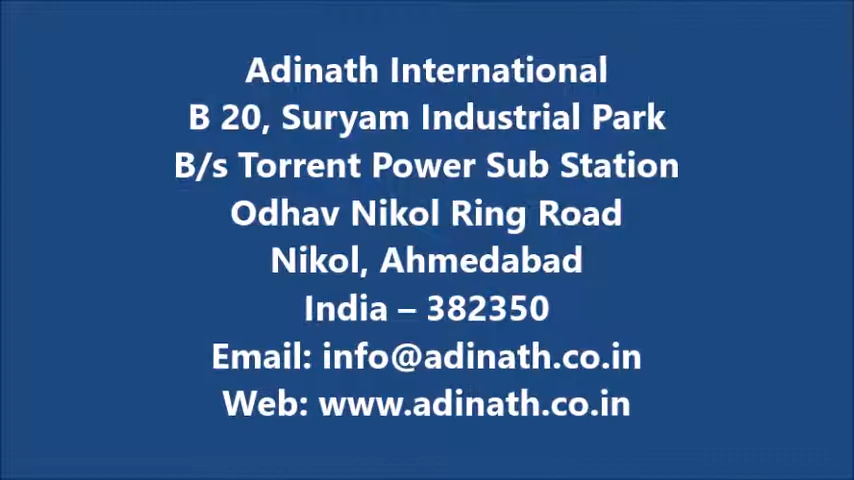 Adinath International
B 20, Suryam Industrial Park
B/s Torrent Power Sub Station
Odhav Nikol Ring Road
Nikol, Ahmedabad
India – 382350
Email: info@adinath.co.in
Web: www.adinath.co.in